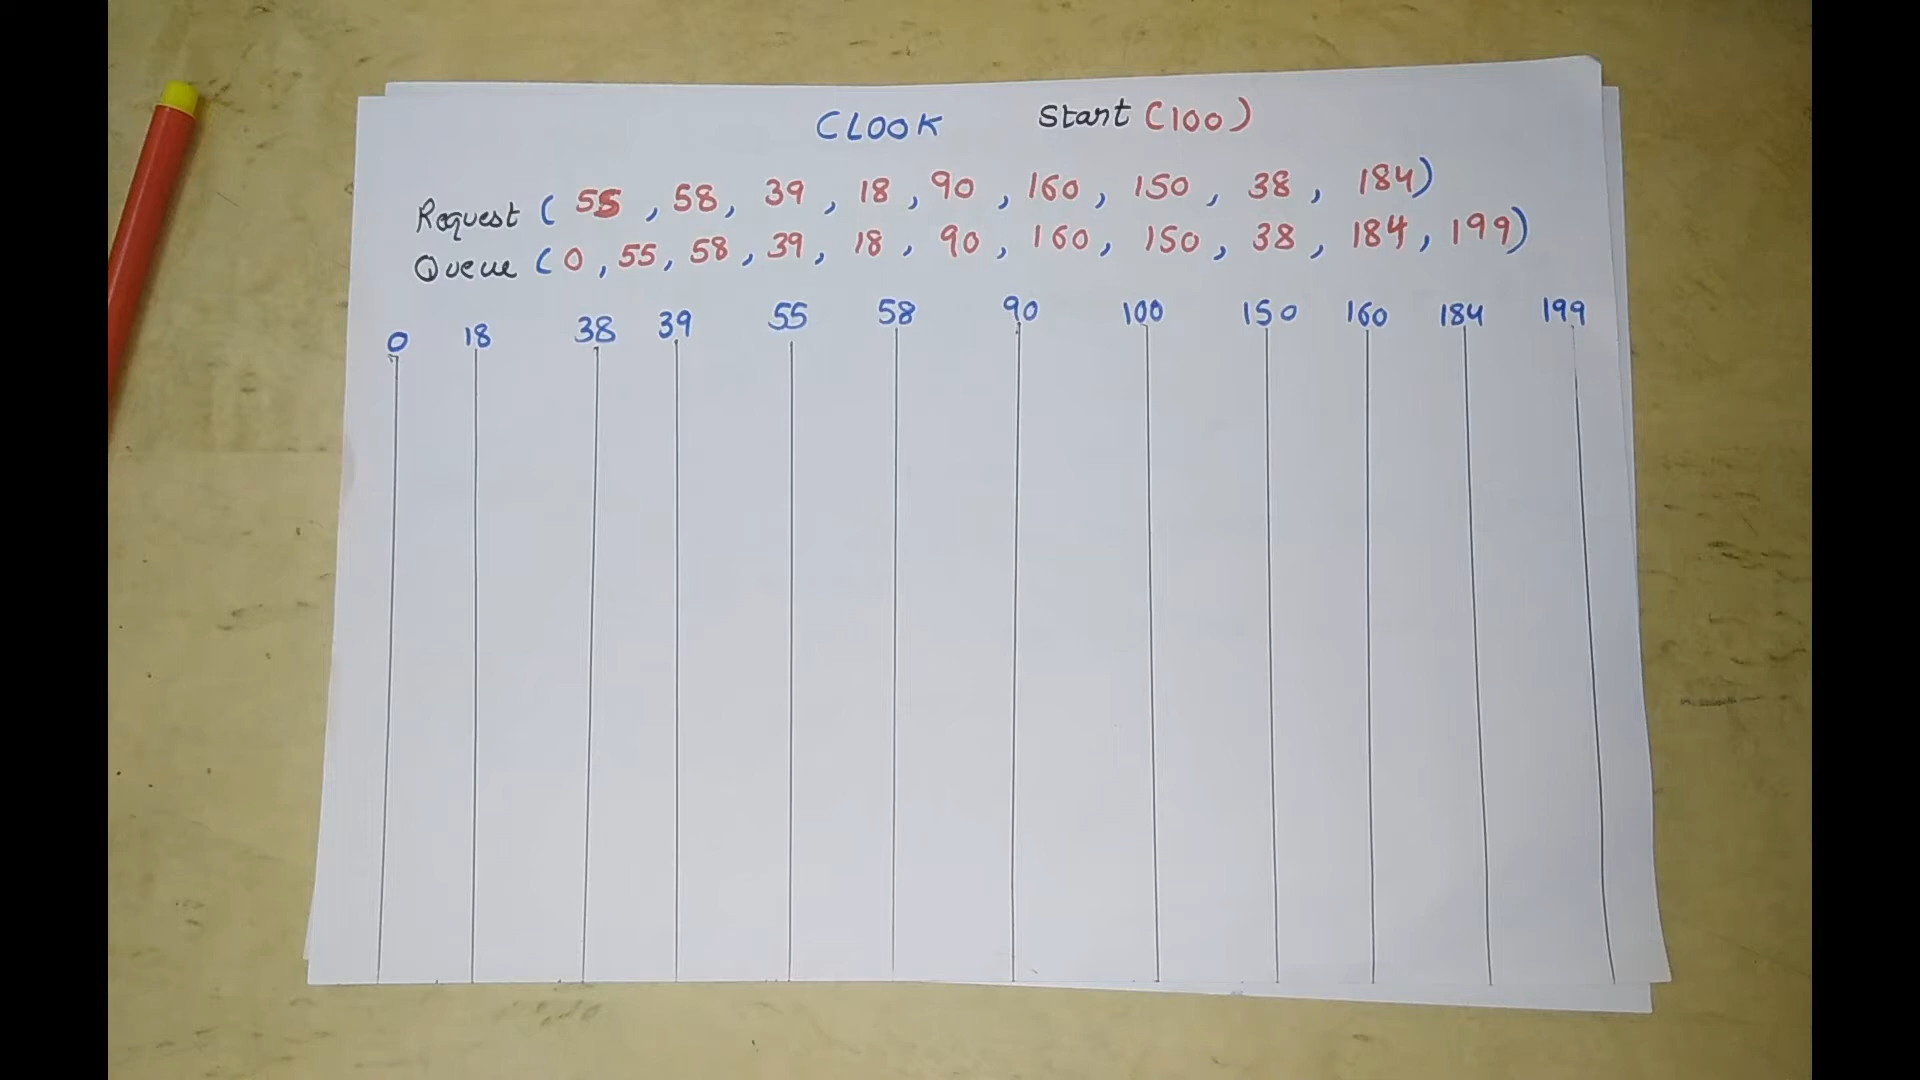 CLOOK Start (100)
Request ( 55 , 58 , 39 , 18 , 90 , 160 , 150 , 38 , 184)
Queue ( 0 , 55 , 58 , 39 , 18 , 90 , 160 , 150 , 38 , 184 , 199)
0 18 38 39 55 58 90 100 150 160 184 199